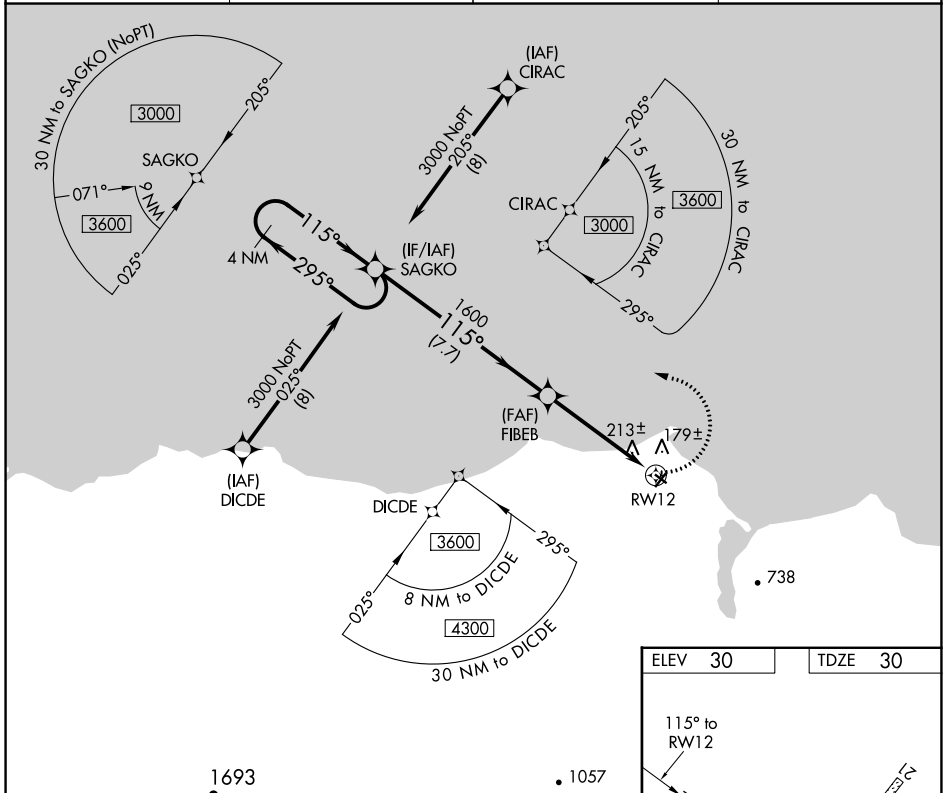 30 NM to SAGKO (NoPT)
3000
205°
SAGKO
071°
9 NM
3600
025°
(IAF)
CIRAC
3000 NoPT
205°
(8)
205°
15 NM to CIRAC
30 NM to CIRAC
CIRAC
3000
3600
295°
115°
4 NM
295°
(IF/IAF)
SAGKO
1600
115°
(7.7)
3000 NoPT
025°
(8)
(FAF)
FIBEB
213±
179±
RW12
(IAF)
DICDE
DICDE
3600
295°
025°
8 NM to DICDE
4300
30 NM to DICDE
738
ELEV 30
TDZE 30
115° to
RW12
1693
1057